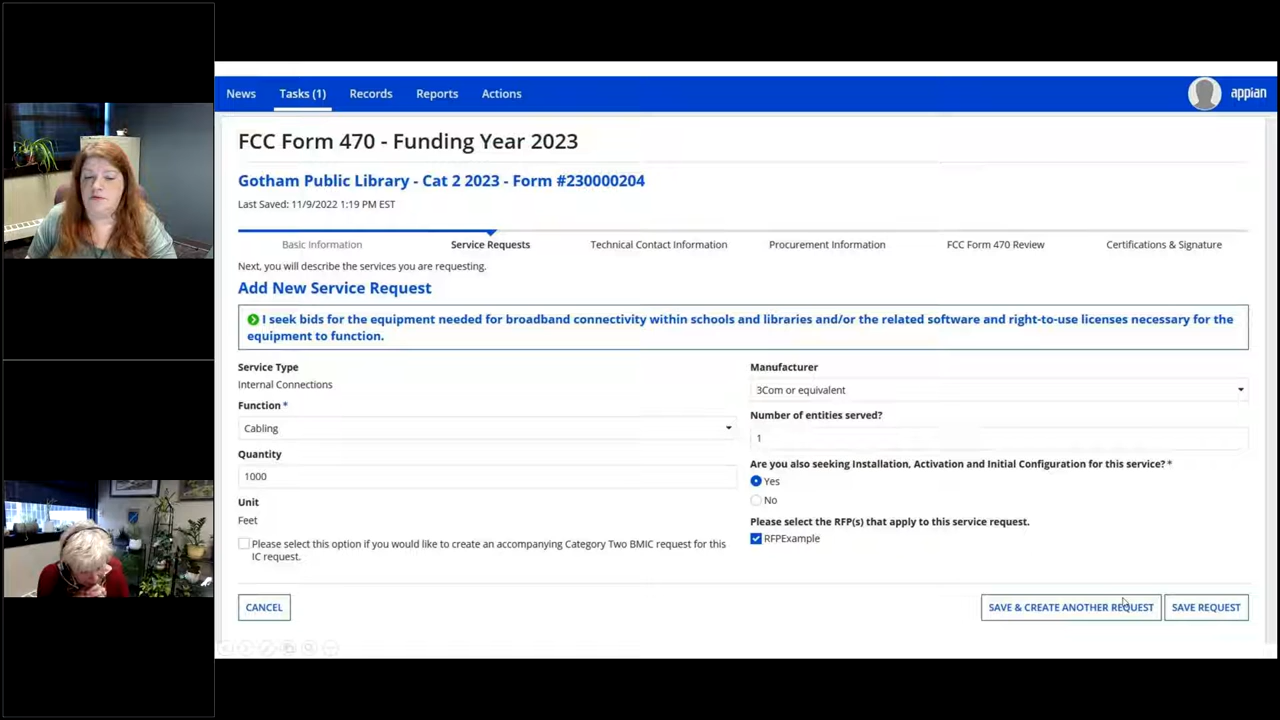 News Tasks (1) Records Reports Actions appian
FCC Form 470 - Funding Year 2023
Gotham Public Library - Cat 2 2023 - Form #230000204
Last Saved: 11/9/2022 1:19 PM EST
Basic Information Service Requests Technical Contact Information Procurement Information FCC Form 470 Review Certifications & Signature
Next, you will describe the services you are requesting.
Add New Service Request
I seek bids for the equipment needed for broadband connectivity within schools and libraries and/or the related software and right-to-use licenses necessary for the
equipment to function.
Service Type
Internal Connections
Function *
Cabling
Quantity
1000
Unit
Feet
Please select this option if you would like to create an accompanying Category Two BMIC request for this
IC request.
Manufacturer
3Com or equivalent
Number of entities served?
1
Are you also seeking Installation, Activation and Initial Configuration for this service? *
Yes
No
Please select the RFP(s) that apply to this service request.
RFPExample
CANCEL SAVE & CREATE ANOTHER REQUEST SAVE REQUEST